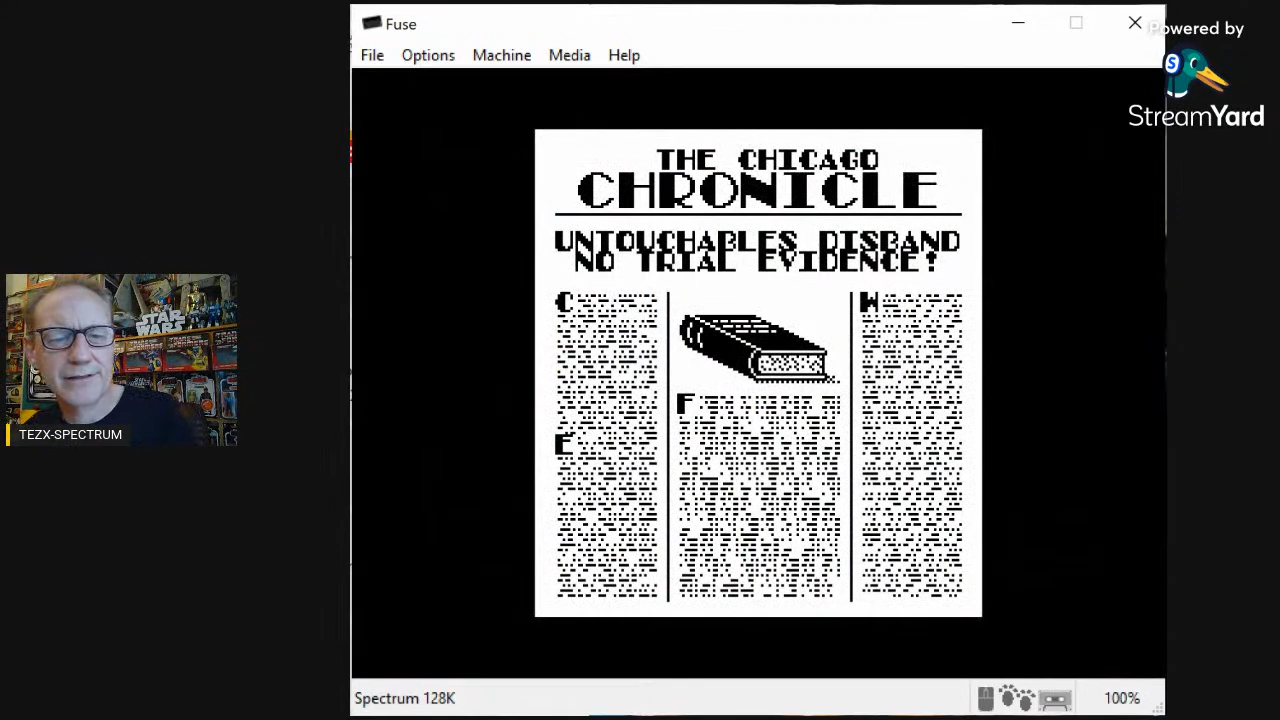 Fuse
File Options Machine Media Help
Powered by
S
StreamYard
THE CHICAGO
CHRONICLE
UNTOUCHABLES DISBAND
NO TRIAL EVIDENCE!
C
W
F
E
STAR
WARS
TEZX-SPECTRUM
Spectrum 128K
100%